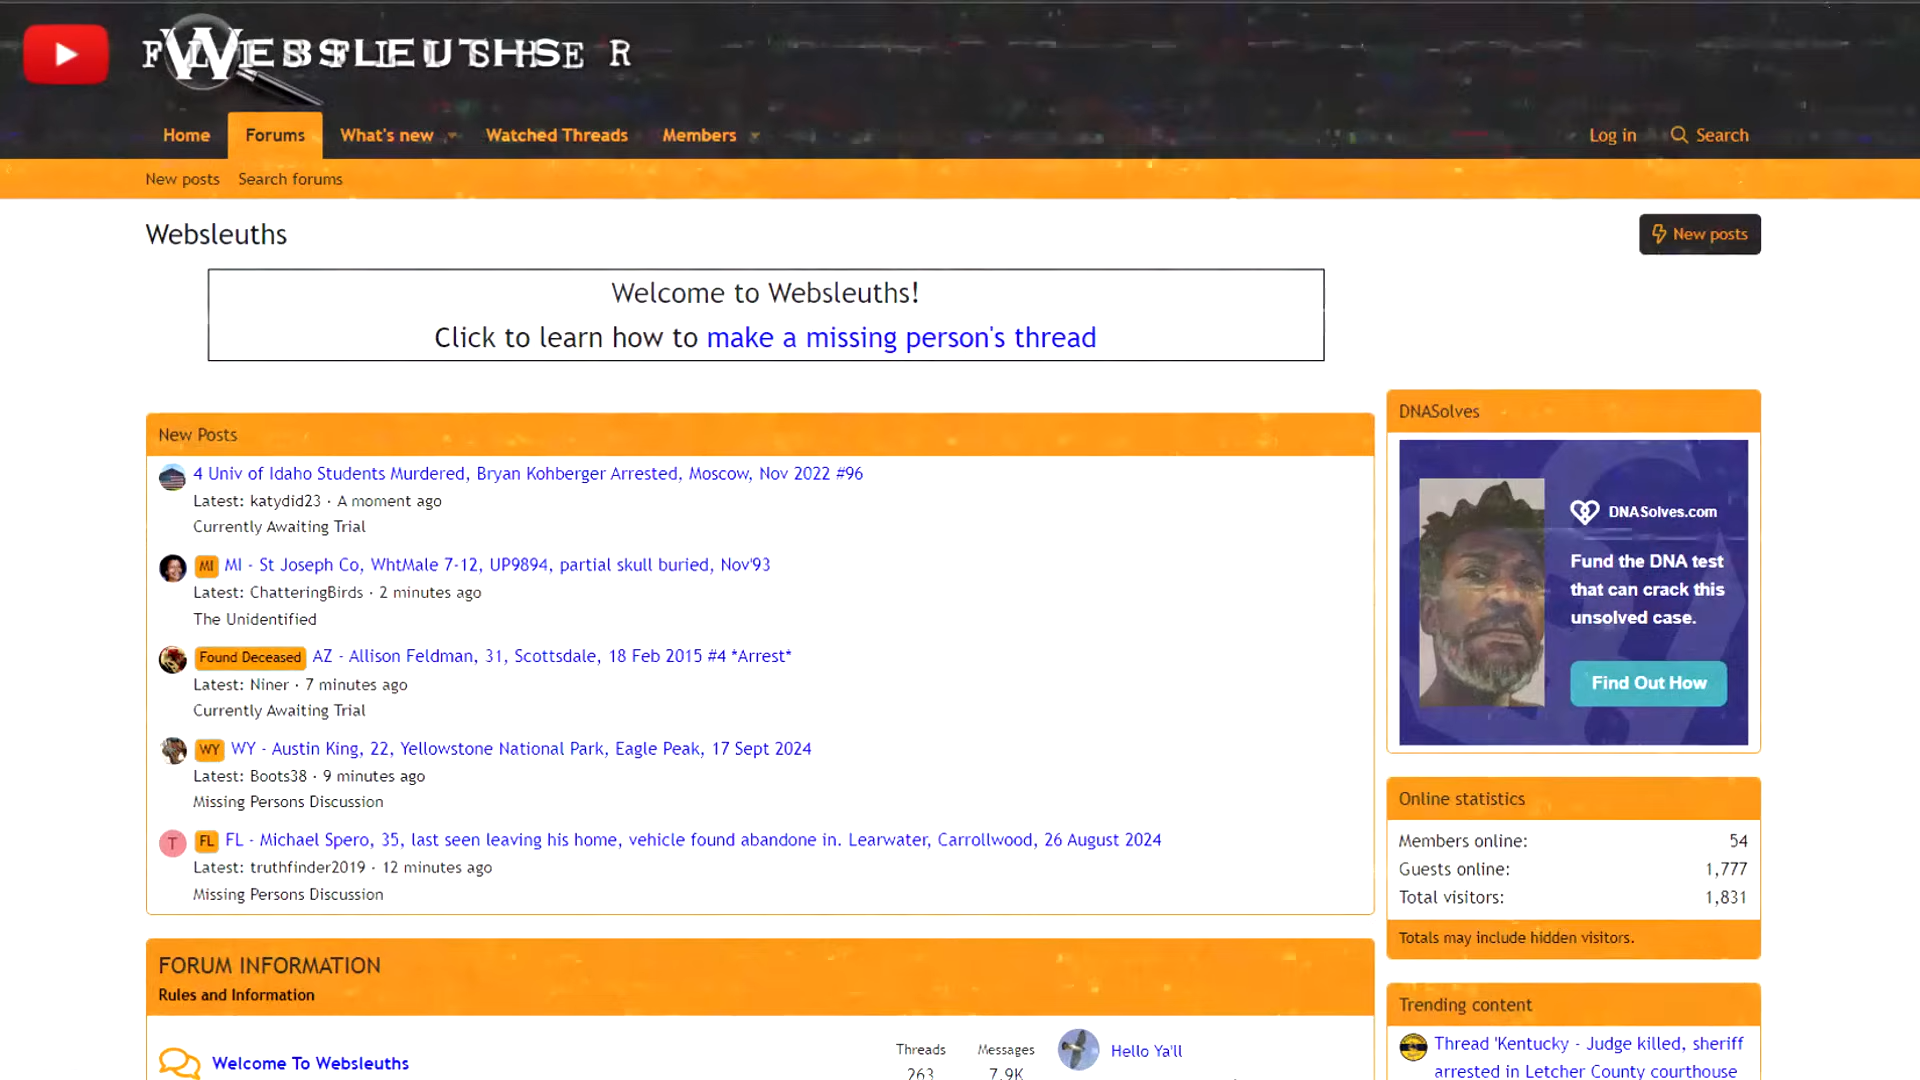 WEBSLEUTHS
Home
Forums
What's new
Watched Threads
Members
Log in
Search
New posts
Search forums
Websleuths
New posts
Welcome to Websleuths!
Click to learn how to make a missing person's thread
New Posts
4 Univ of Idaho Students Murdered, Bryan Kohberger Arrested, Moscow, Nov 2022 #96
Latest: katydid23 · A moment ago
Currently Awaiting Trial
MI MI - St Joseph Co, WhtMale 7-12, UP9894, partial skull buried, Nov'93
Latest: ChatteringBirds · 2 minutes ago
The Unidentified
Found Deceased AZ - Allison Feldman, 31, Scottsdale, 18 Feb 2015 #4 *Arrest*
Latest: Niner · 7 minutes ago
Currently Awaiting Trial
WY WY - Austin King, 22, Yellowstone National Park, Eagle Peak, 17 Sept 2024
Latest: Boots38 · 9 minutes ago
Missing Persons Discussion
T FL FL - Michael Spero, 35, last seen leaving his home, vehicle found abandone in. Learwater, Carrollwood, 26 August 2024
Latest: truthfinder2019 · 12 minutes ago
Missing Persons Discussion
FORUM INFORMATION
Rules and Information
Welcome To Websleuths
Threads
263
Messages
7.9K
Hello Ya'll
DNASolves
DNASolves.com
Fund the DNA test
that can crack this
unsolved case.
Find Out How
Online statistics
Members online: 54
Guests online: 1,777
Total visitors: 1,831
Totals may include hidden visitors.
Trending content
Thread 'Kentucky - Judge killed, sheriff
arrested in Letcher County courthouse